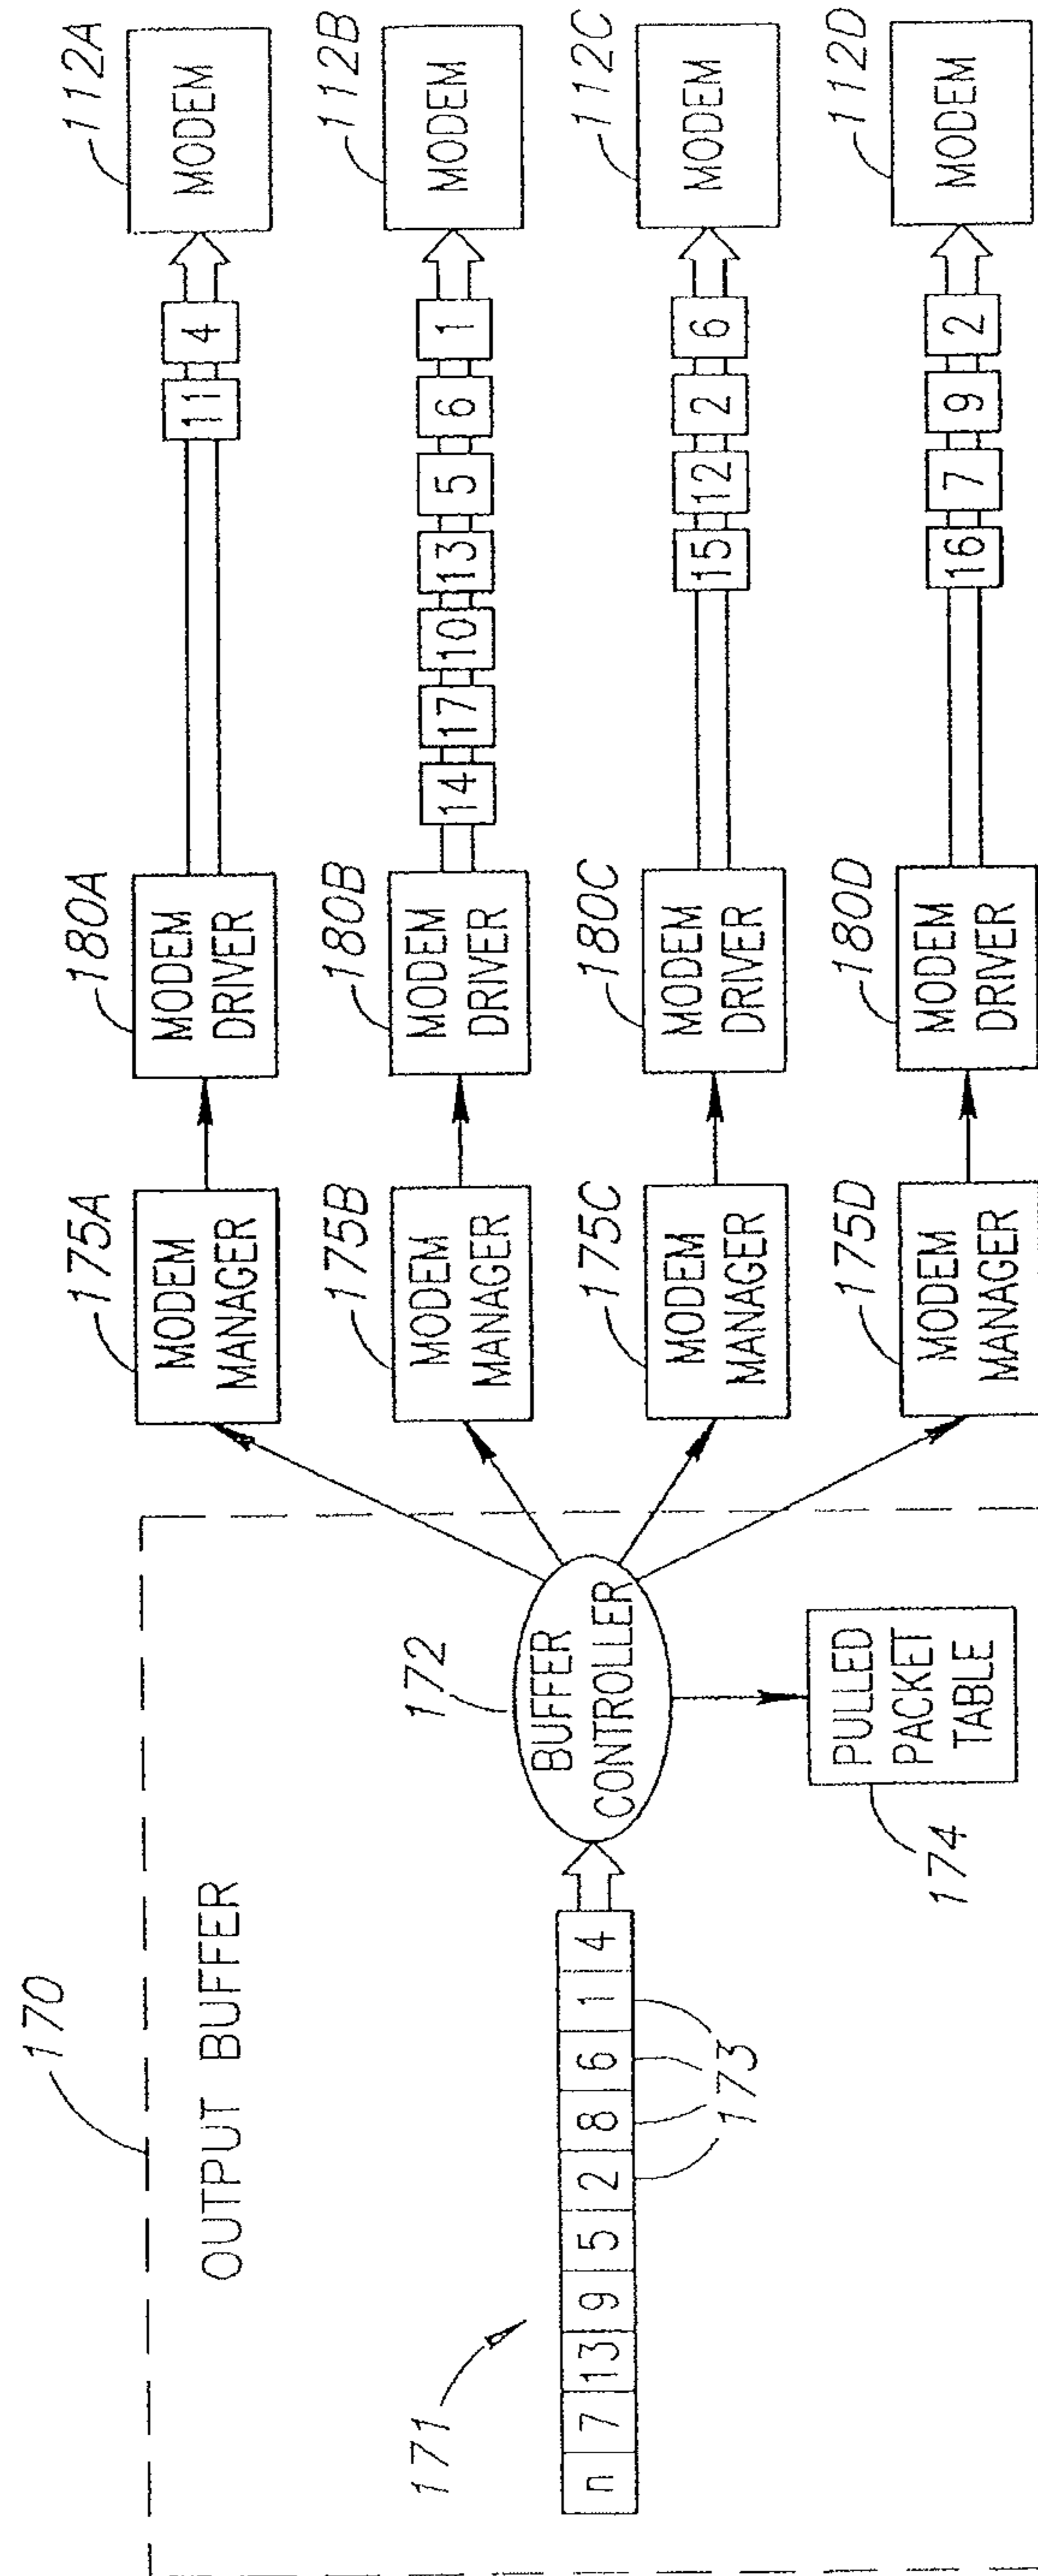 170
OUTPUT BUFFER
171
n 7 13 9 5 2 8 6 1 4
173
172
BUFFER
CONTROLLER
174
PULLED
PACKET
TABLE
175A
MODEM
MANAGER
180A
MODEM
DRIVER
11 4
112A
MODEM
175B
MODEM
MANAGER
180B
MODEM
DRIVER
14 17 10 13 5 6 1
112B
MODEM
175C
MODEM
MANAGER
180C
MODEM
DRIVER
15 12 2 6
112C
MODEM
175D
MODEM
MANAGER
180D
MODEM
DRIVER
16 7 9 2
112D
MODEM